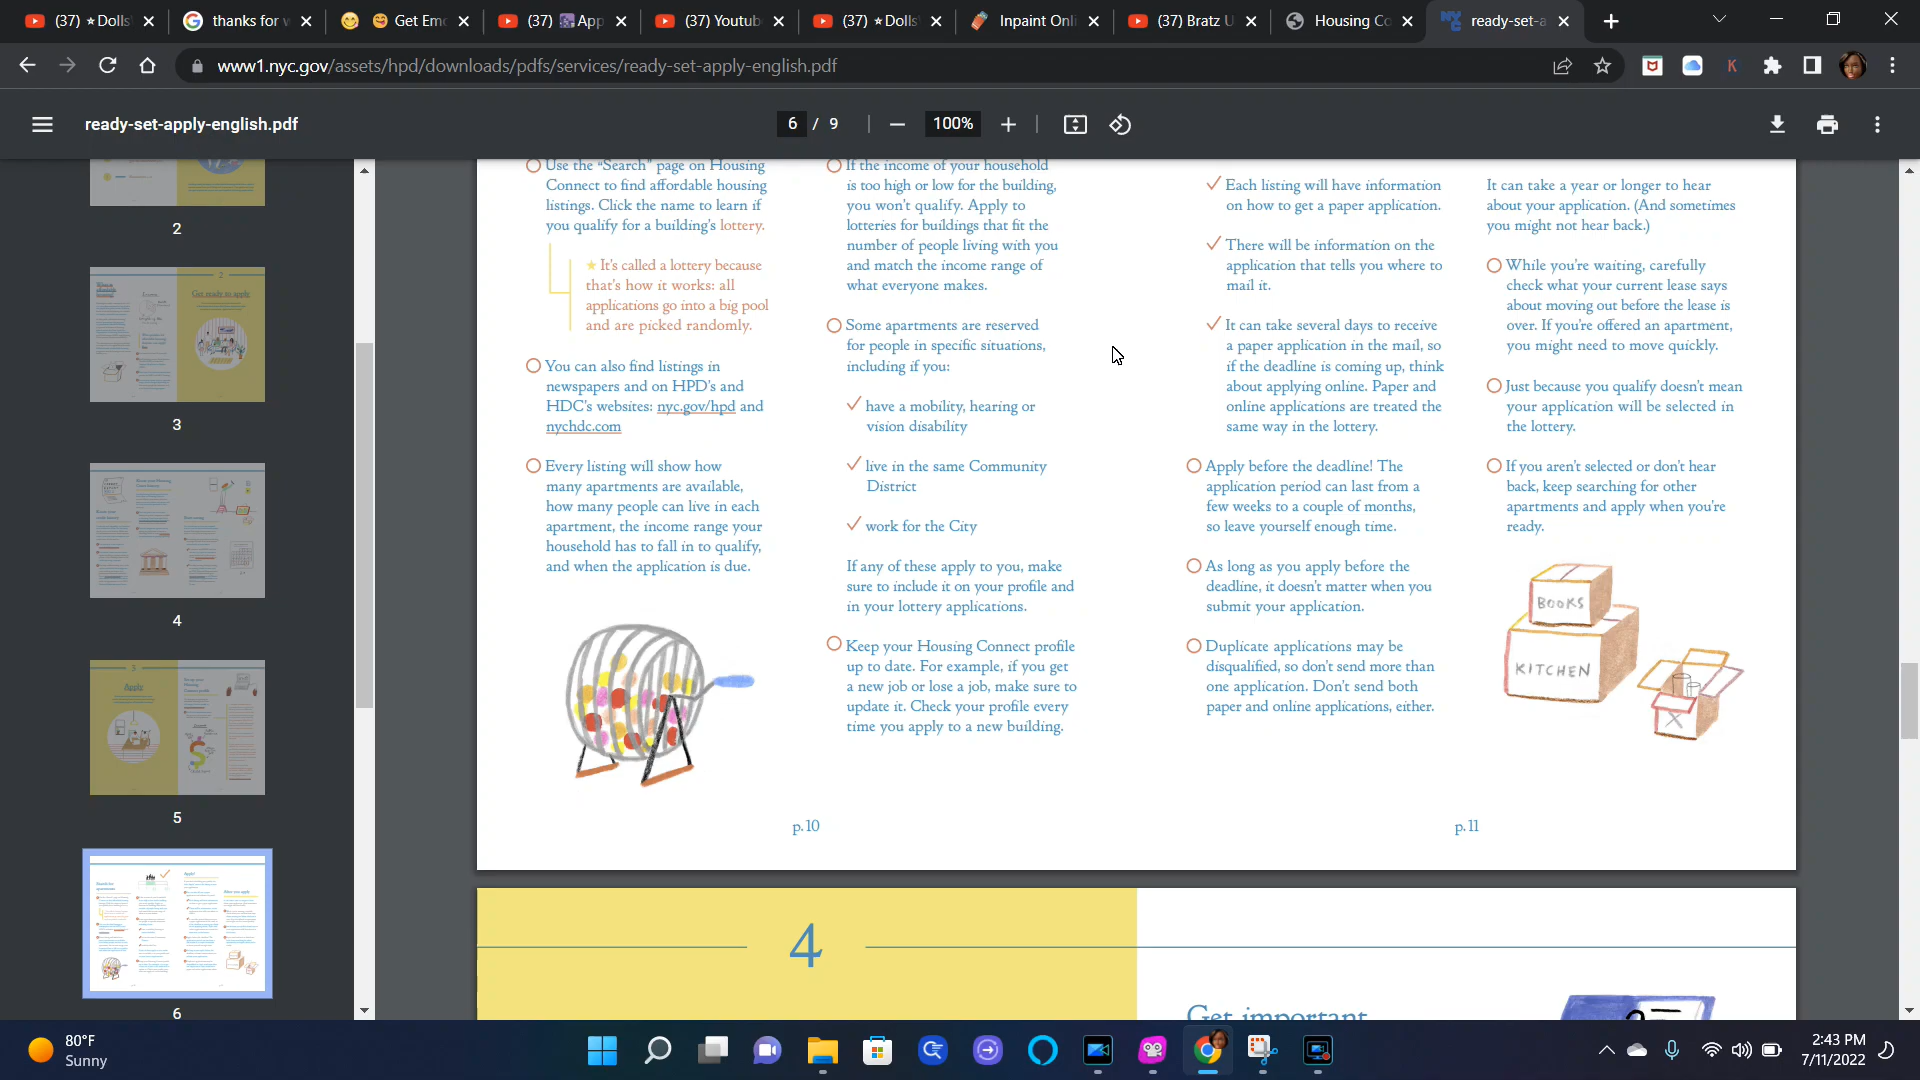 (37) ★Dolls
thanks for w
Get Em
(37) App
(37) Youtub
(37) ★Dolls
Inpaint Onli
(37) Bratz U
Housing Co
ready-set-a
www1.nyc.gov/assets/hpd/downloads/pdfs/services/ready-set-apply-english.pdf
ready-set-apply-english.pdf
6 / 9
100%
2
3
4
5
6
Use the “Search” page on Housing
Connect to find affordable housing
listings. Click the name to learn if
you qualify for a building’s lottery.
★ It’s called a lottery because
that’s how it works: all
applications go into a big pool
and are picked randomly.
You can also find listings in
newspapers and on HPD’s and
HDC’s websites: nyc.gov/hpd and
nychdc.com
Every listing will show how
many apartments are available,
how many people can live in each
apartment, the income range your
household has to fall in to qualify,
and when the application is due.
If the income of your household
is too high or low for the building,
you won’t qualify. Apply to
lotteries for buildings that fit the
number of people living with you
and match the income range of
what everyone makes.
Some apartments are reserved
for people in specific situations,
including if you:
have a mobility, hearing or
vision disability
live in the same Community
District
work for the City
If any of these apply to you, make
sure to include it on your profile and
in your lottery applications.
Keep your Housing Connect profile
up to date. For example, if you get
a new job or lose a job, make sure to
update it. Check your profile every
time you apply to a new building.
p.10
Each listing will have information
on how to get a paper application.
There will be information on the
application that tells you where to
mail it.
It can take several days to receive
a paper application in the mail, so
if the deadline is coming up, think
about applying online. Paper and
online applications are treated the
same way in the lottery.
Apply before the deadline! The
application period can last from a
few weeks to a couple of months,
so leave yourself enough time.
As long as you apply before the
deadline, it doesn’t matter when you
submit your application.
Duplicate applications may be
disqualified, so don’t send more than
one application. Don’t send both
paper and online applications, either.
It can take a year or longer to hear
about your application. (And sometimes
you might not hear back.)
While you’re waiting, carefully
check what your current lease says
about moving out before the lease is
over. If you’re offered an apartment,
you might need to move quickly.
Just because you qualify doesn’t mean
your application will be selected in
the lottery.
If you aren’t selected or don’t hear
back, keep searching for other
apartments and apply when you’re
ready.
BOOKS
KITCHEN
p.11
4
Get important
80°F
Sunny
2:43 PM
7/11/2022